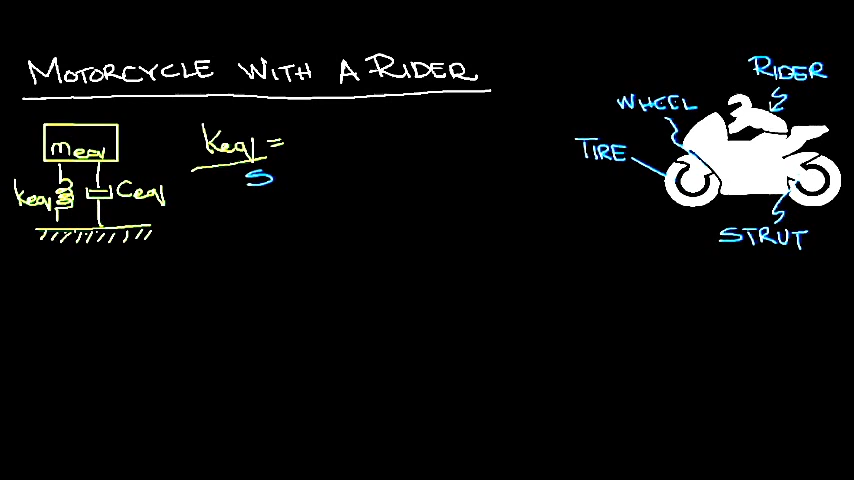 MOTORCYCLE WITH A RIDER
RIDER
WHEEL
TIRE
STRUT
meq
keq
Ceq
Keq =
S